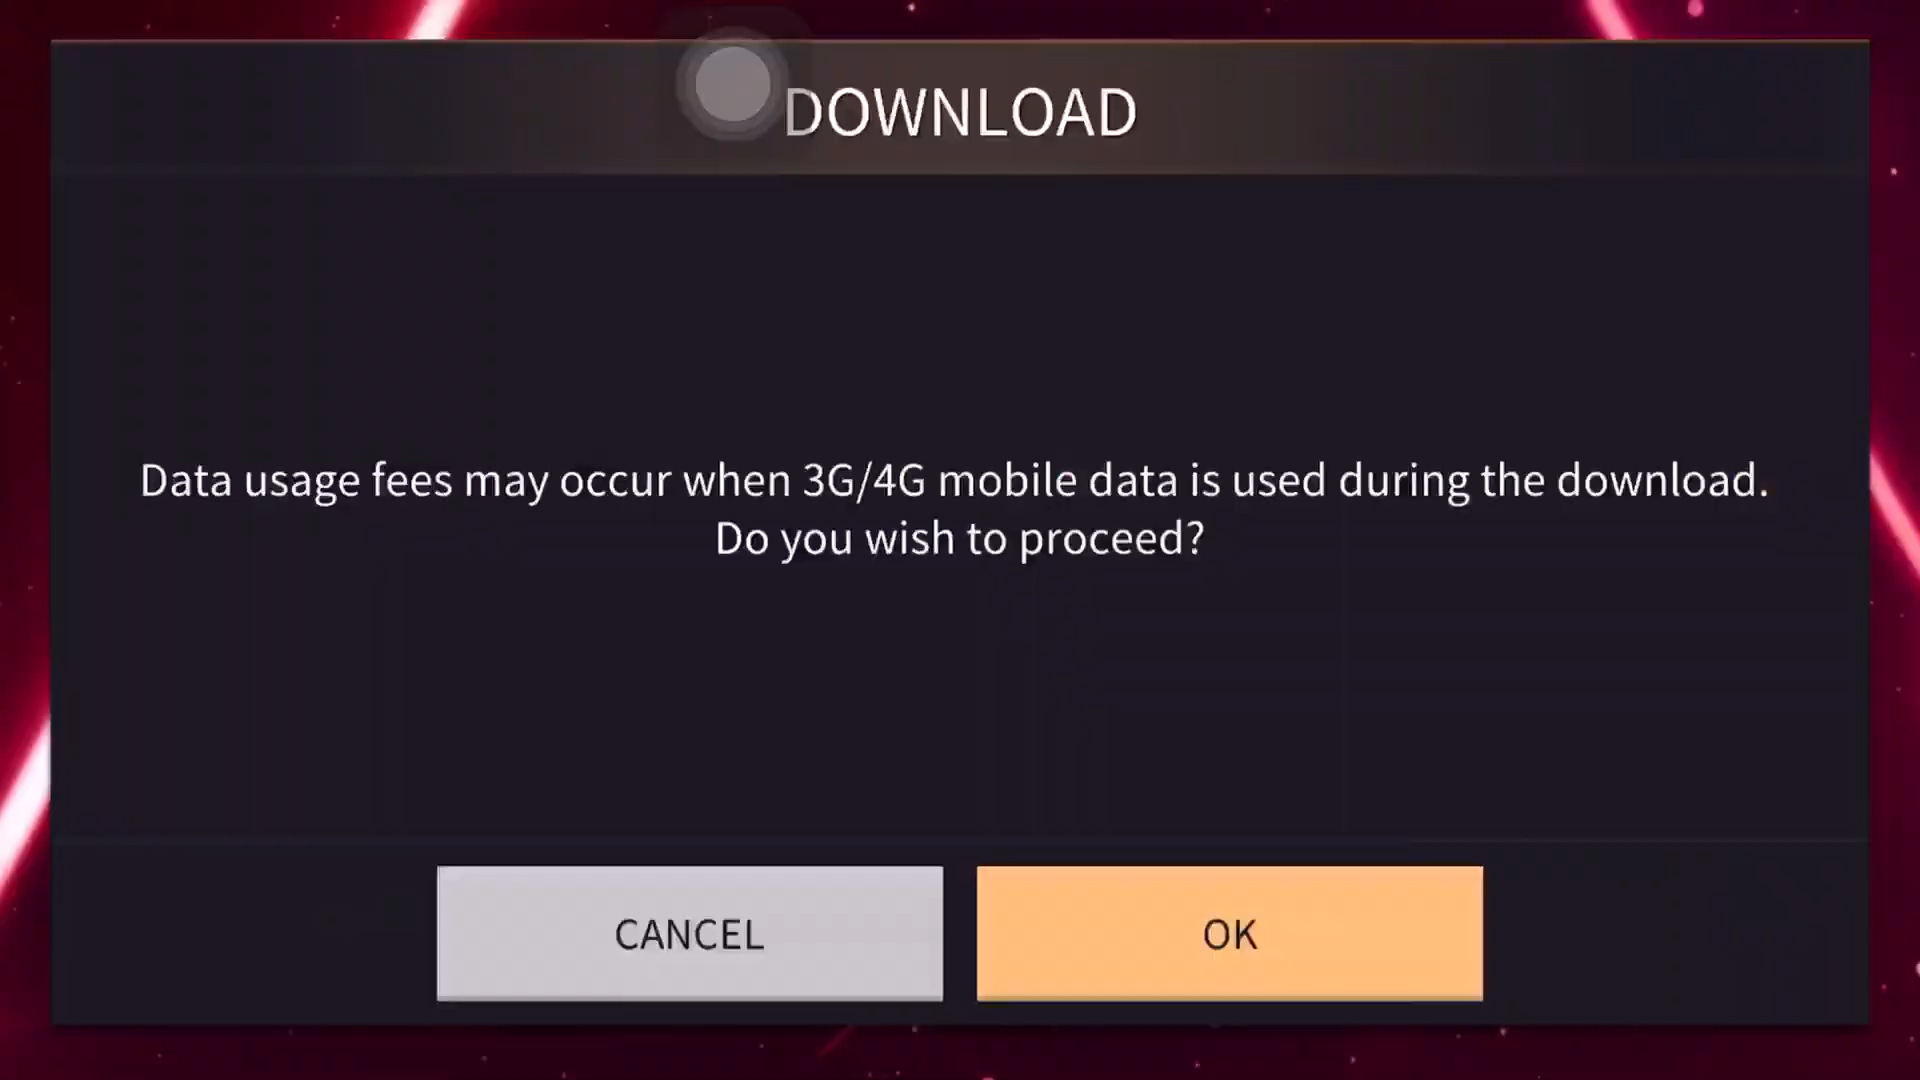 DOWNLOAD
Data usage fees may occur when 3G/4G mobile data is used during the download.
Do you wish to proceed?
CANCEL
OK